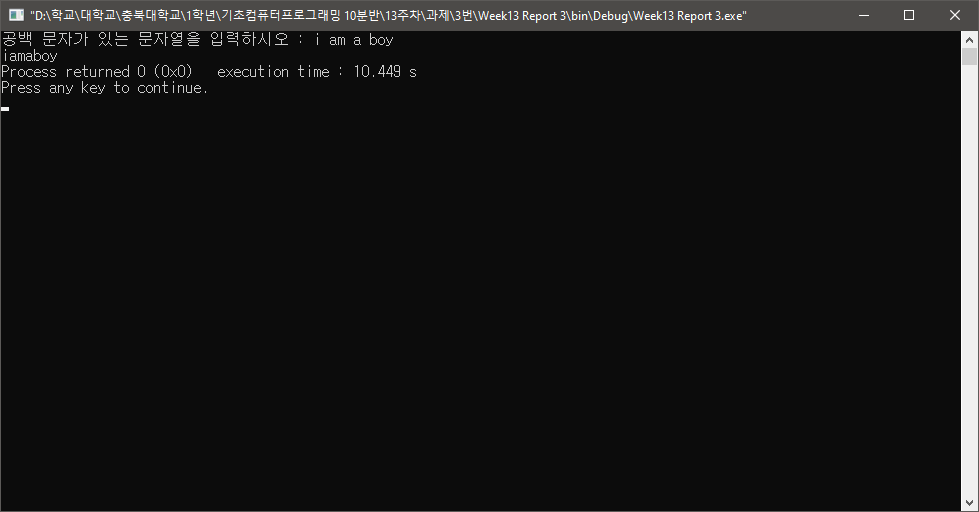 "D:\학교\대학교\충북대학교\1학년\기초컴퓨터프로그래밍 10분반\13주차\과제\3번\Week13 Report 3\bin\Debug\Week13 Report 3.exe"
공백 문자가 있는 문자열을 입력하시오 : i am a boy
iamaboy
Process returned 0 (0x0)   execution time : 10.449 s
Press any key to continue.